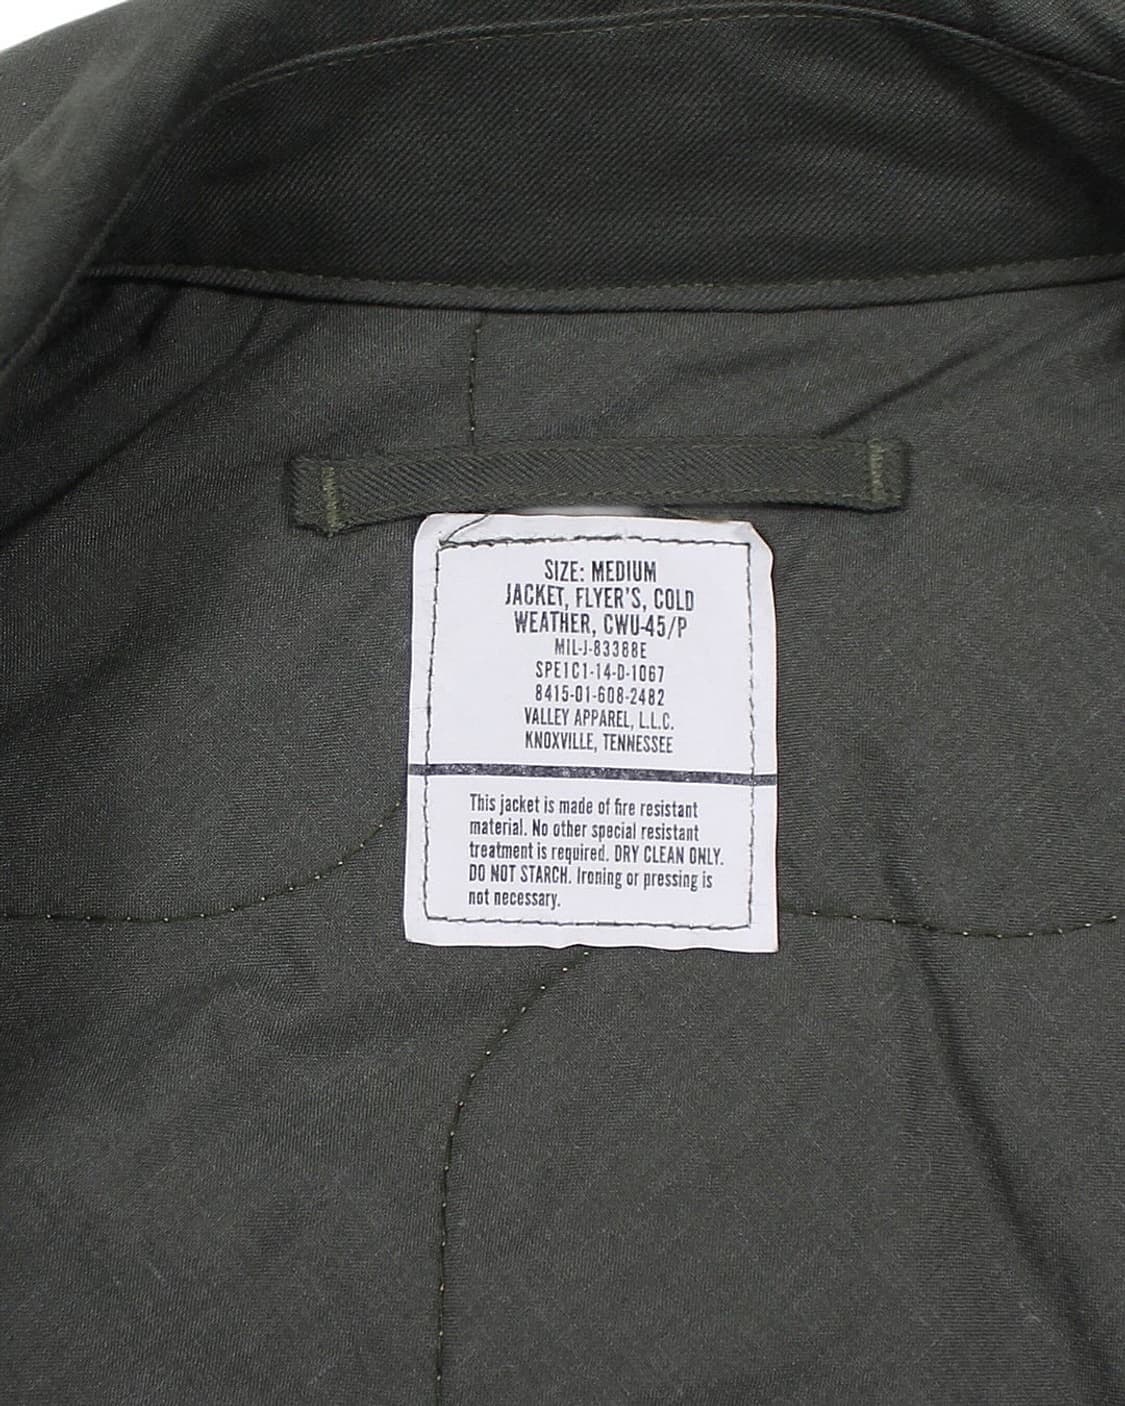 SIZE: MEDIUM
JACKET, FLYER'S, COLD
WEATHER, CWU-45/P
MIL-J-83388E
SPE1C1-14-D-1067
8415-01-608-2482
VALLEY APPAREL, L.L.C.
KNOXVILLE, TENNESSEE
This jacket is made of fire resistant
material. No other special resistant
treatment is required. DRY CLEAN ONLY.
DO NOT STARCH. Ironing or pressing is
not necessary.